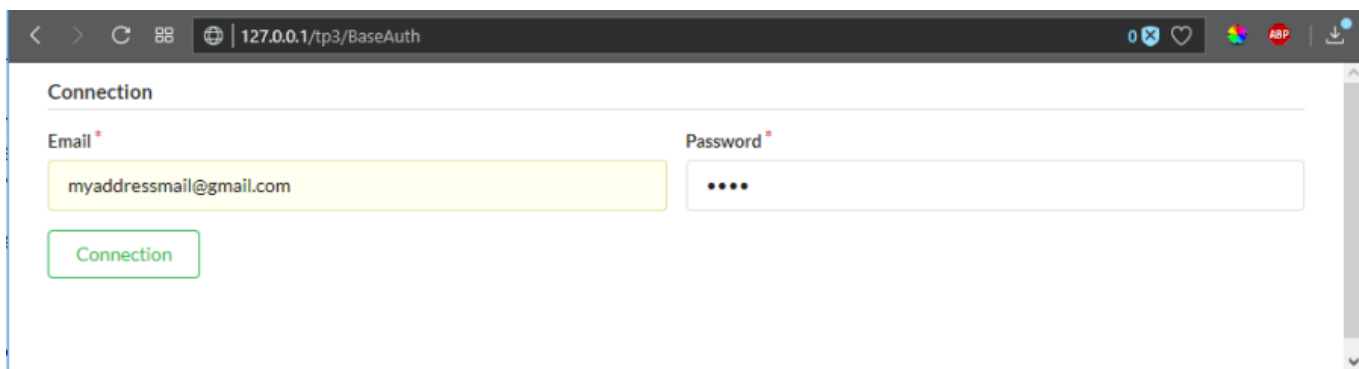 127.0.0.1/tp3/BaseAuth 0 ABP
Connection
Email * Password *
myaddressmail@gmail.com ••••
Connection